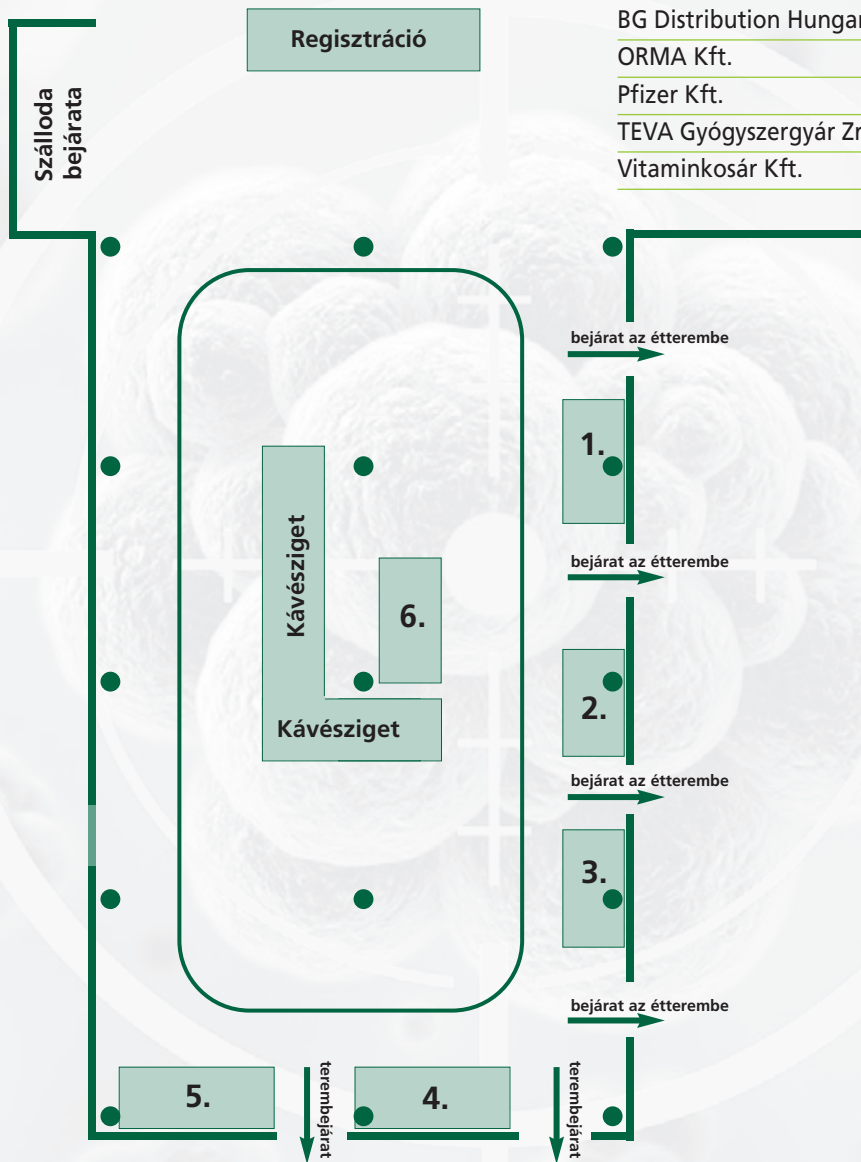 Regisztráció
BG Distribution Hungar
ORMA Kft.
Pfizer Kft.
TEVA Gyógyszergyár Zr
Vitaminkosár Kft.
Szálloda
bejárata
bejárat az étterembe
1.
bejárat az étterembe
Kávésziget
6.
2.
Kávésziget
bejárat az étterembe
3.
bejárat az étterembe
5.
terembejárat
4.
terembejárat